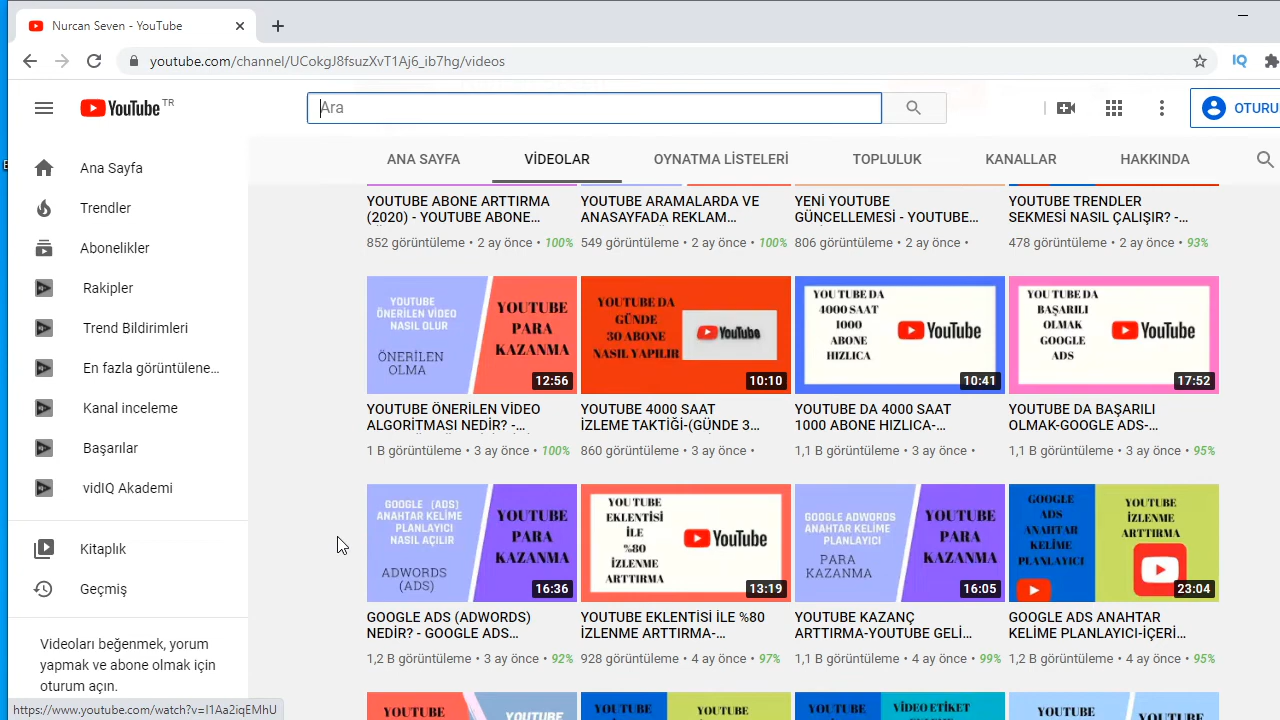 Nurcan Seven - YouTube
youtube.com/channel/UCokgJ8fsuzXvT1Aj6_ib7hg/videos
IQ
YouTube TR
Ara
OTURU
Ana Sayfa
Trendler
Abonelikler
Rakipler
Trend Bildirimleri
En fazla görüntülene...
Kanal inceleme
Başarılar
vidIQ Akademi
Kitaplık
Geçmiş
Videoları beğenmek, yorum
yapmak ve abone olmak için
oturum açın.
https://www.youtube.com/watch?v=I1Aa2iqEMhU
ANA SAYFA
VİDEOLAR
OYNATMA LİSTELERİ
TOPLULUK
KANALLAR
HAKKINDA
YOUTUBE ABONE ARTTIRMA
(2020) - YOUTUBE ABONE...
852 görüntüleme • 2 ay önce • 100%
YOUTUBE ARAMALARDA VE
ANASAYFADA REKLAM...
549 görüntüleme • 2 ay önce • 100%
YENİ YOUTUBE
GÜNCELLEMESİ - YOUTUBE...
806 görüntüleme • 2 ay önce •
YOUTUBE TRENDLER
SEKMESİ NASIL ÇALIŞIR? -...
478 görüntüleme • 2 ay önce • 93%
YOUTUBE
ÖNERİLEN VİDEO
NASIL OLUR
ÖNERİLEN
OLMA
YOUTUBE
PARA
KAZANMA
12:56
YOUTUBE ÖNERİLEN VİDEO
ALGORİTMASI NEDİR? -...
1 B görüntüleme • 3 ay önce • 100%
YOUTUBE DA
GÜNDE
30 ABONE
NASIL YAPILIR
YouTube
10:10
YOUTUBE 4000 SAAT
İZLEME TAKTİĞİ-(GÜNDE 3...
860 görüntüleme • 3 ay önce •
YOU TUBE DA
4000 SAAT
1000
ABONE
HIZLICA
YouTube
10:41
YOUTUBE DA 4000 SAAT
1000 ABONE HIZLICA-...
1,1 B görüntüleme • 3 ay önce •
YOU TUBE DA
BAŞARILI
OLMAK
GOOGLE
ADS
YouTube
17:52
YOUTUBE DA BAŞARILI
OLMAK-GOOGLE ADS-...
1,1 B görüntüleme • 3 ay önce • 95%
GOOGLE (ADS)
ANAHTAR KELİME
PLANLAYICI
NASIL AÇILIR
ADWORDS
(ADS)
YOUTUBE
PARA
KAZANMA
16:36
GOOGLE ADS (ADWORDS)
NEDİR? - GOOGLE ADS...
1,2 B görüntüleme • 3 ay önce • 92%
YOU TUBE
EKLENTİSİ
İLE
%80
İZLENME
ARTTIRMA
YouTube
13:19
YOUTUBE EKLENTİSİ İLE %80
İZLENME ARTTIRMA-...
928 görüntüleme • 4 ay önce • 97%
GOOGLE ADWORDS
ANAHTAR KELİME
PLANLAYICI
PARA
KAZANMA
YOUTUBE
PARA
KAZANMA
16:05
YOUTUBE KAZANÇ
ARTTIRMA-YOUTUBE GELİ...
1,1 B görüntüleme • 4 ay önce • 99%
GOOGLE
ADS
ANAHTAR
KELİME
PLANLAYICI
YOUTUBE
İZLENME
ARTTIRMA
23:04
GOOGLE ADS ANAHTAR
KELİME PLANLAYICI-İÇERİ...
1,2 B görüntüleme • 4 ay önce • 95%
YOUTUBE
YOUTUBE
YOUTUBE
YOUTUBE
VİDEO ETİKET
YOUTUBE
YOUTUBE